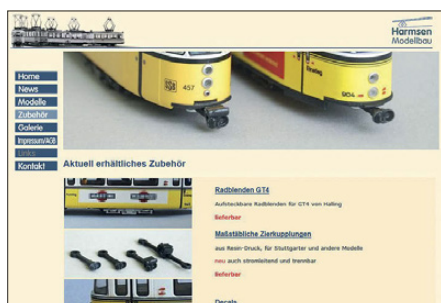 Harmsen
Modellbau
457
904
Home
News
Modelle
Zubehör
Galerie
Impressum/AGB
Links
Kontakt
Aktuell erhältliches Zubehör
Radblenden GT4
Aufsteckbare Radblenden für GT4 von Halling
lieferbar
Maßstäbliche Zierkupplungen
aus Resin-Druck, für Stuttgarter und andere Modelle
neu auch stromleitend und trennbar
lieferbar
Decals